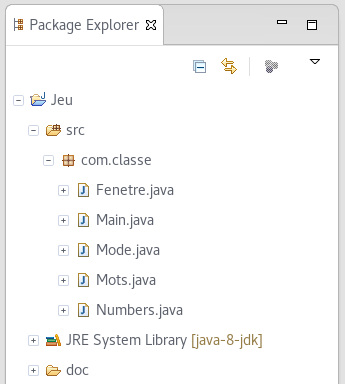 Package Explorer
Jeu
src
com.classe
Fenetre.java
Main.java
Mode.java
Mots.java
Numbers.java
JRE System Library [java-8-jdk]
doc